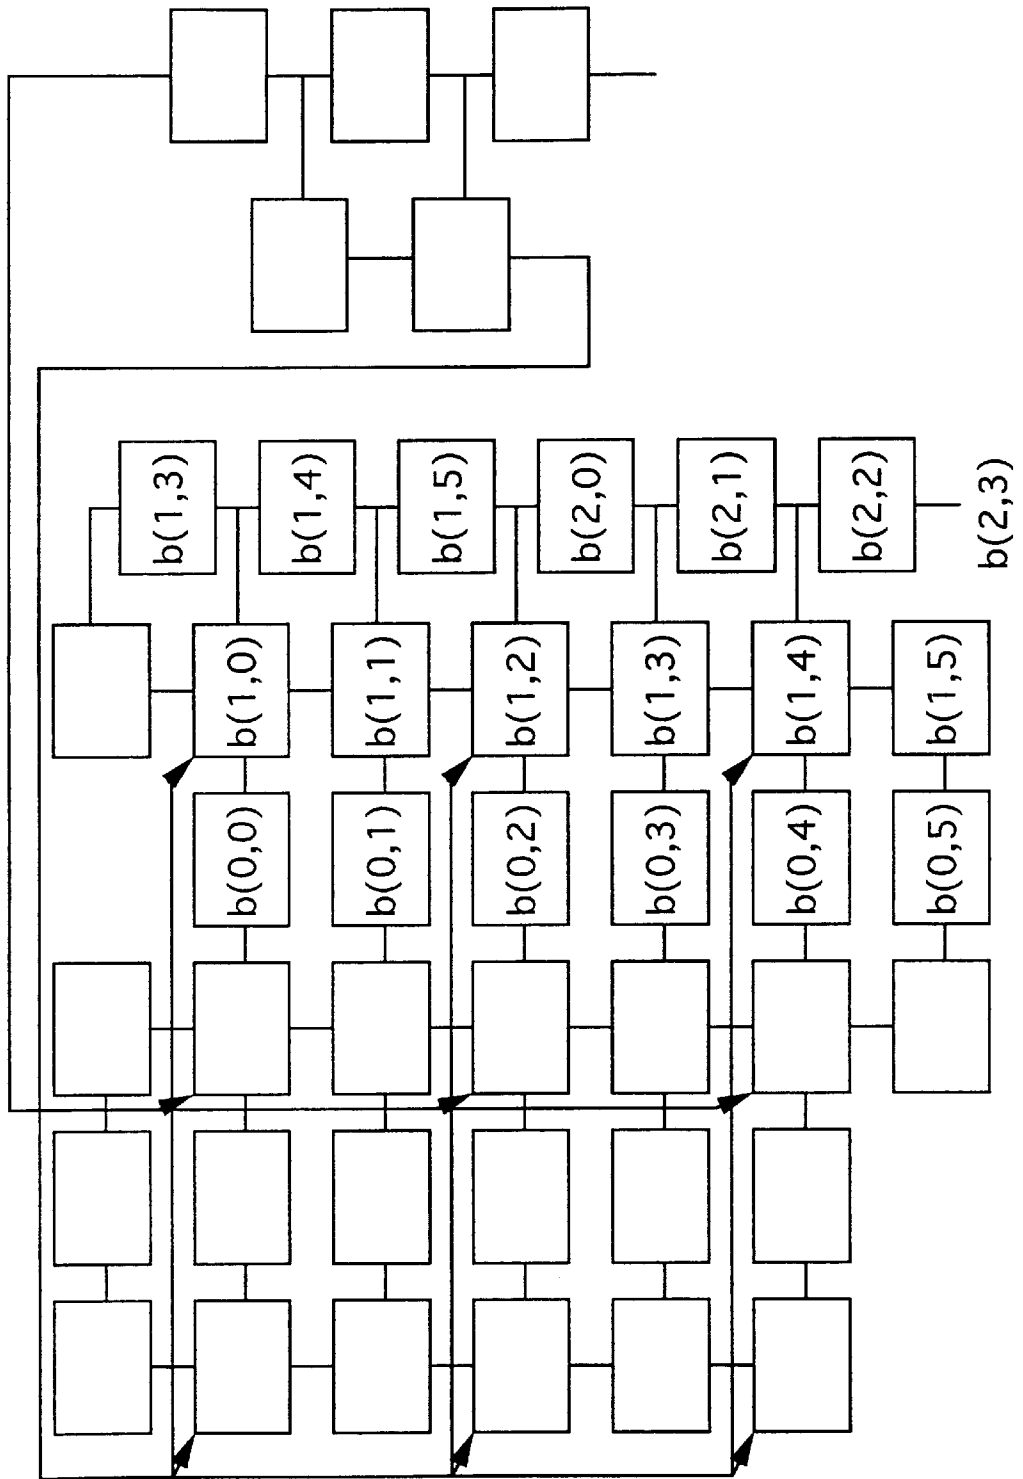 b(0,5) b(0,4) b(0,3) b(0,2) b(0,1) b(0,0)
b(1,5) b(1,4) b(1,3) b(1,2) b(1,1) b(1,0)
b(2,3) b(2,2) b(2,1) b(2,0) b(1,5) b(1,4) b(1,3)